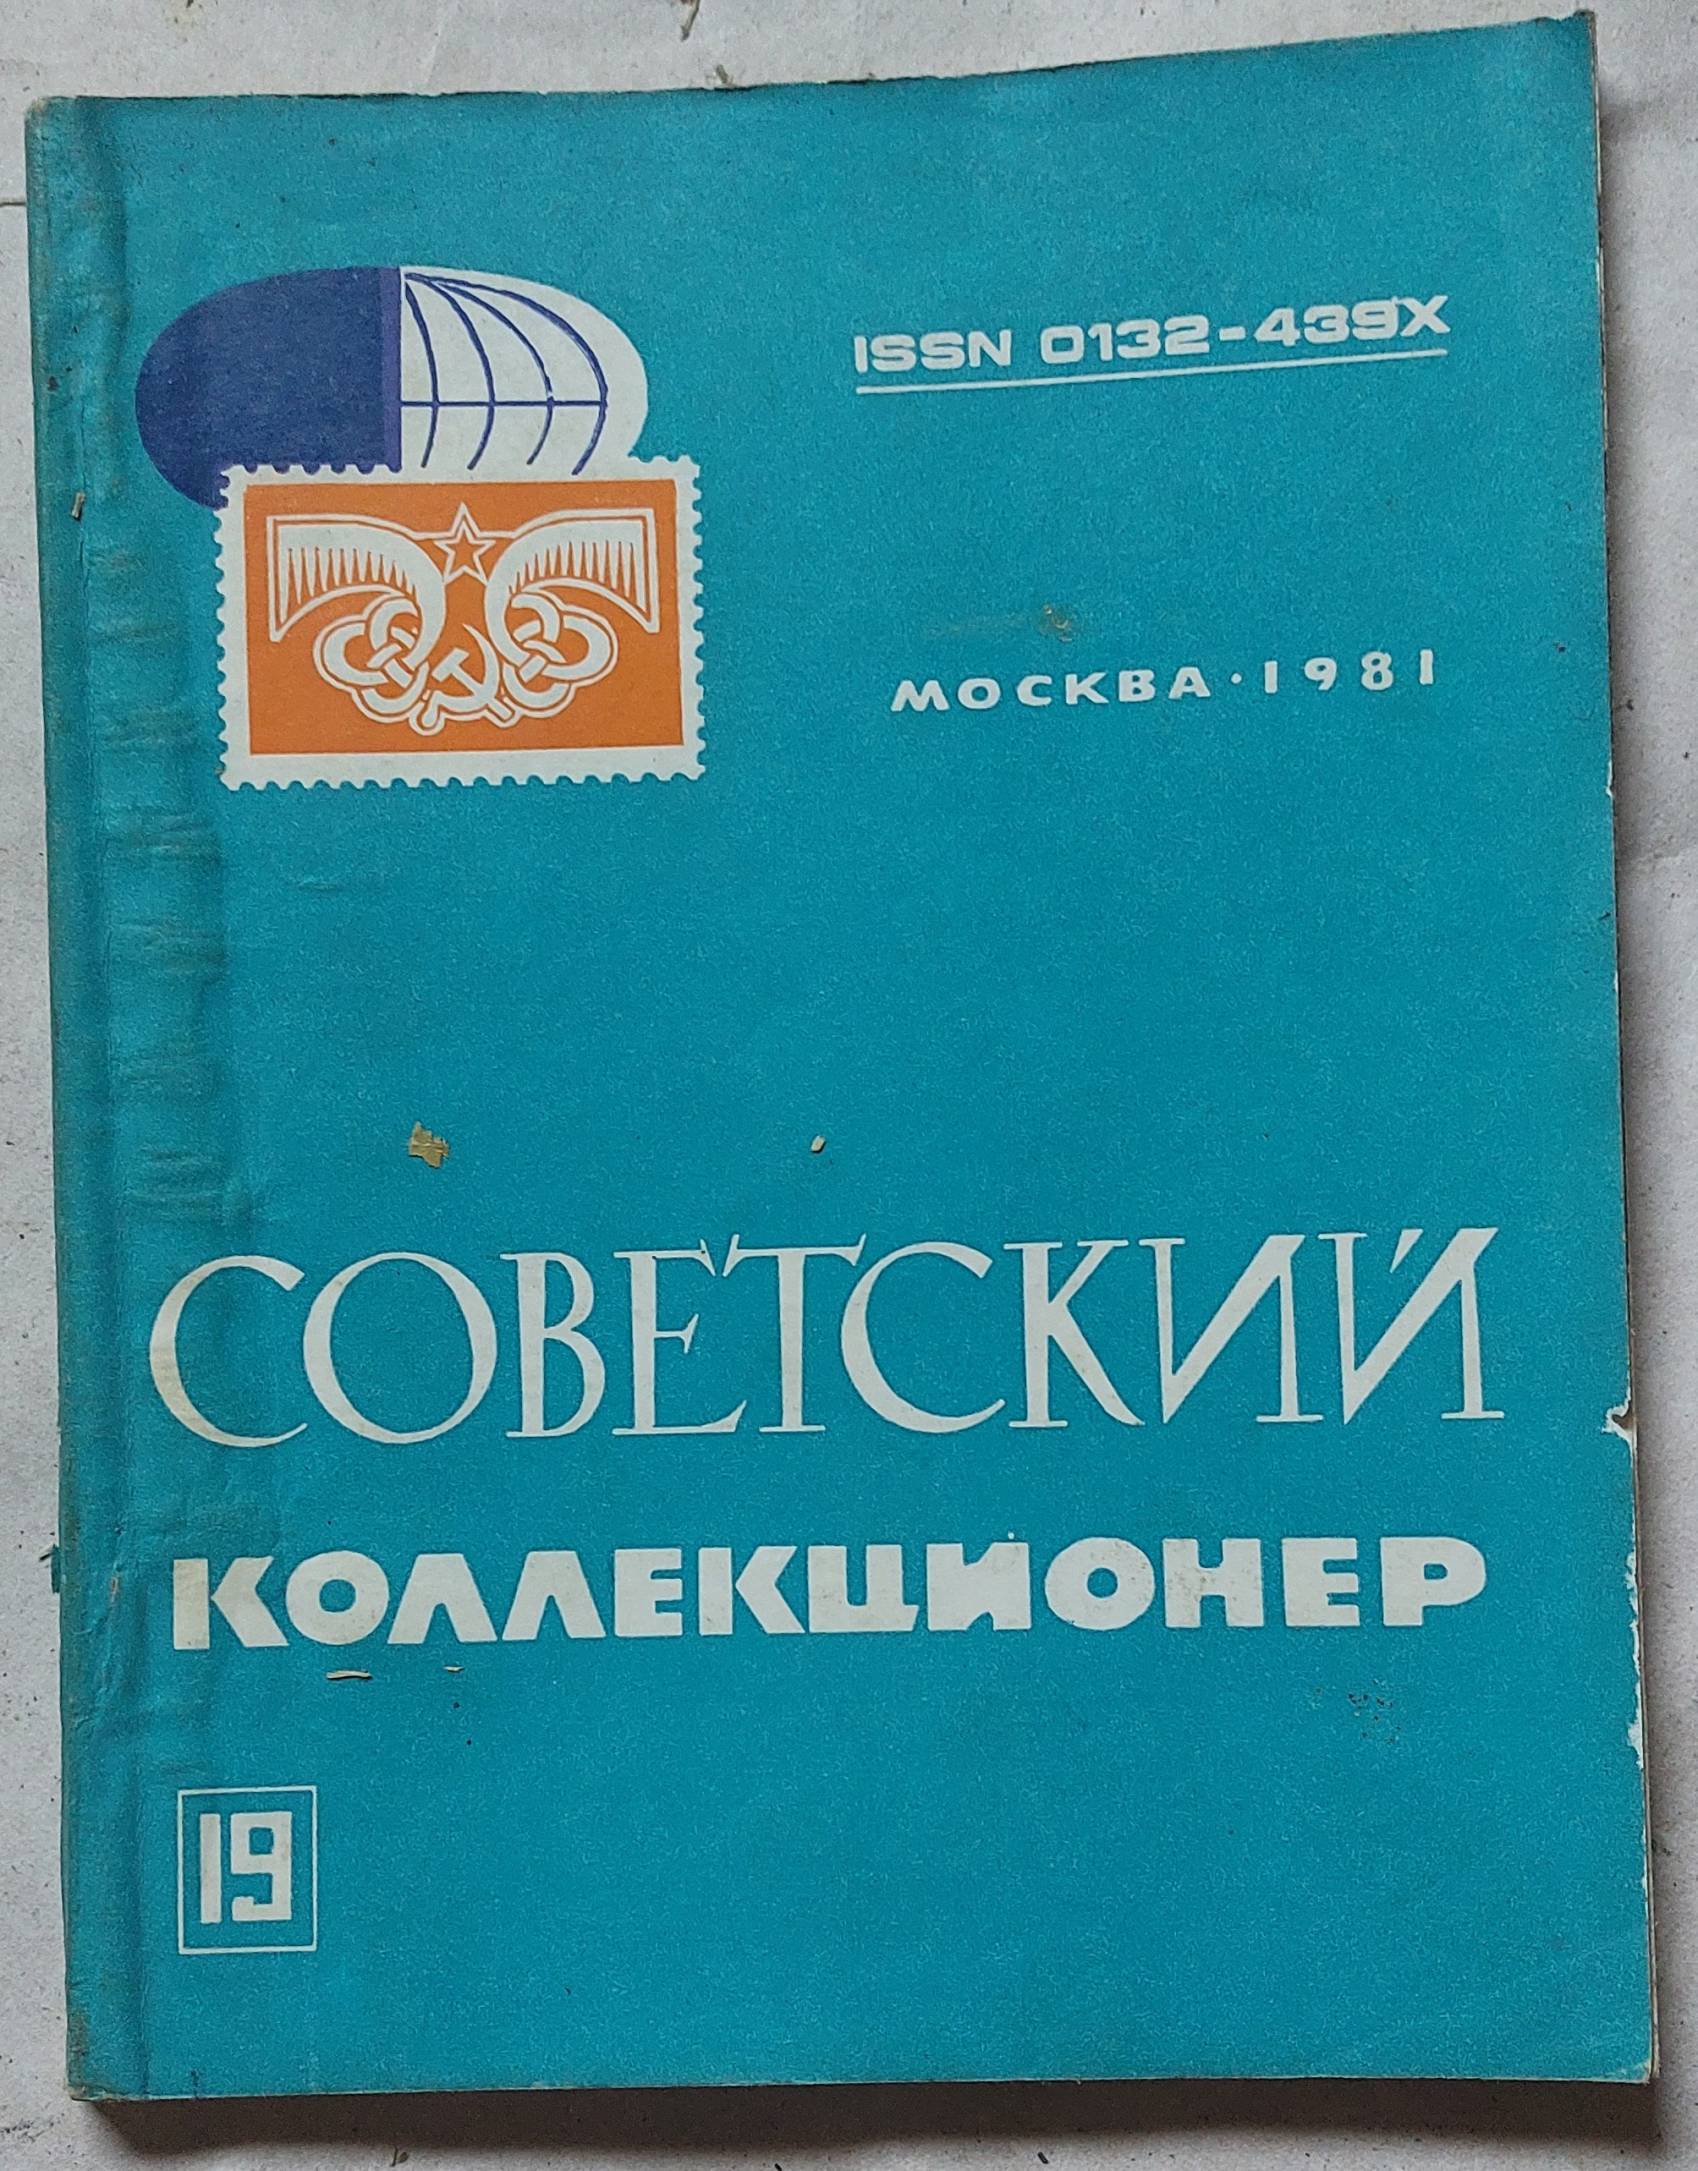 ISSN 0132-439X
МОСКВА·1981
СОВЕТСКИЙ
КОЛЛЕКЦИОНЕР
19